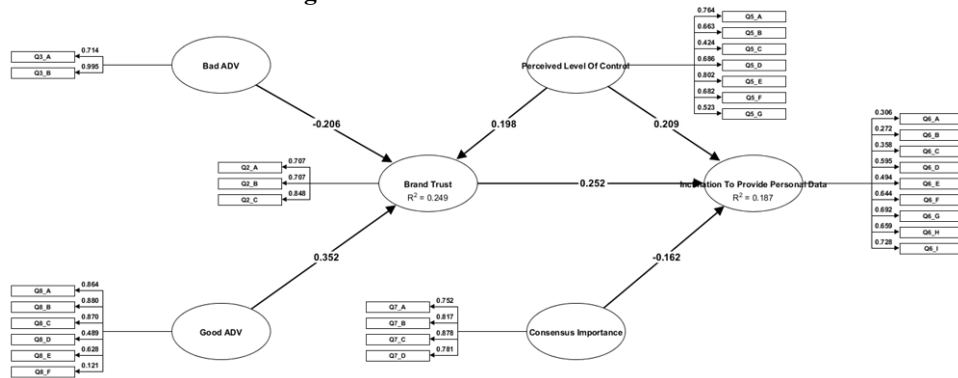 Q3_A
0.714
Q3_B
0.995
Bad ADV
-0.206
Perceived Level Of Control
0.764
Q5_A
0.663
Q5_B
0.424
Q5_C
0.686
Q5_D
0.802
Q5_E
0.682
Q5_F
0.523
Q5_G
0.198
0.209
Q2_A
0.707
Q2_B
0.707
Q2_C
0.848
Brand Trust
R² = 0.249
0.252
To Provide Personal Data
R² = 0.187
0.306
Q6_A
0.272
Q6_B
0.358
Q6_C
0.595
Q6_D
0.494
Q6_E
0.644
Q6_F
0.692
Q6_G
0.659
Q6_H
0.728
Q6_I
0.352
-0.162
Q8_A
0.864
Q8_B
0.880
Q8_C
0.870
Q8_D
0.489
Q8_E
0.628
Q8_F
0.121
Good ADV
Q7_A
0.752
Q7_B
0.817
Q7_C
0.878
Q7_D
0.781
Consensus Importance